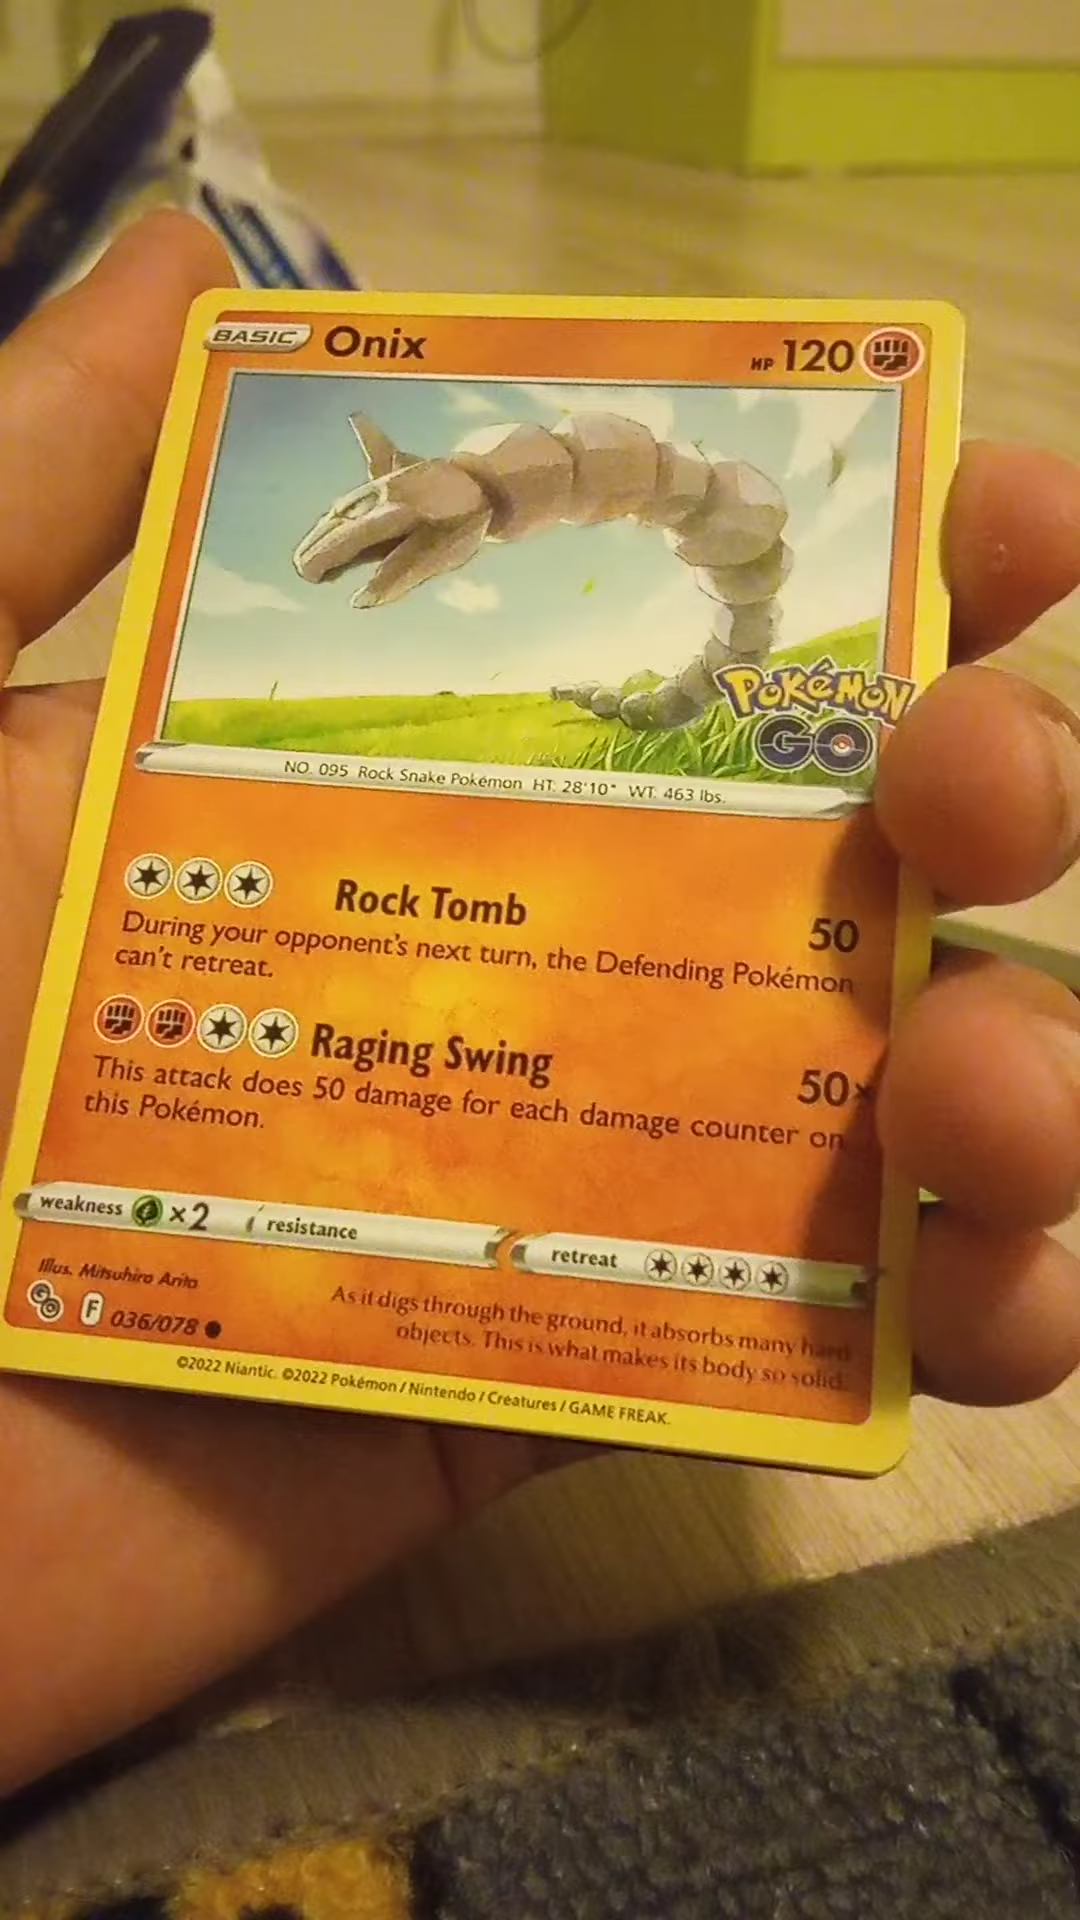 BASIC Onix HP 120
POKéMON
GO
NO. 095 Rock Snake Pokémon HT: 28'10" WT: 463 lbs.
Rock Tomb 50
During your opponent's next turn, the Defending Pokémon
can't retreat.
Raging Swing 50×
This attack does 50 damage for each damage counter on
this Pokémon.
weakness ×2 resistance retreat
Illus. Mitsuhiro Arita
GO F 036/078
As it digs through the ground, it absorbs many hard
objects. This is what makes its body so solid.
©2022 Niantic. ©2022 Pokémon / Nintendo / Creatures / GAME FREAK.